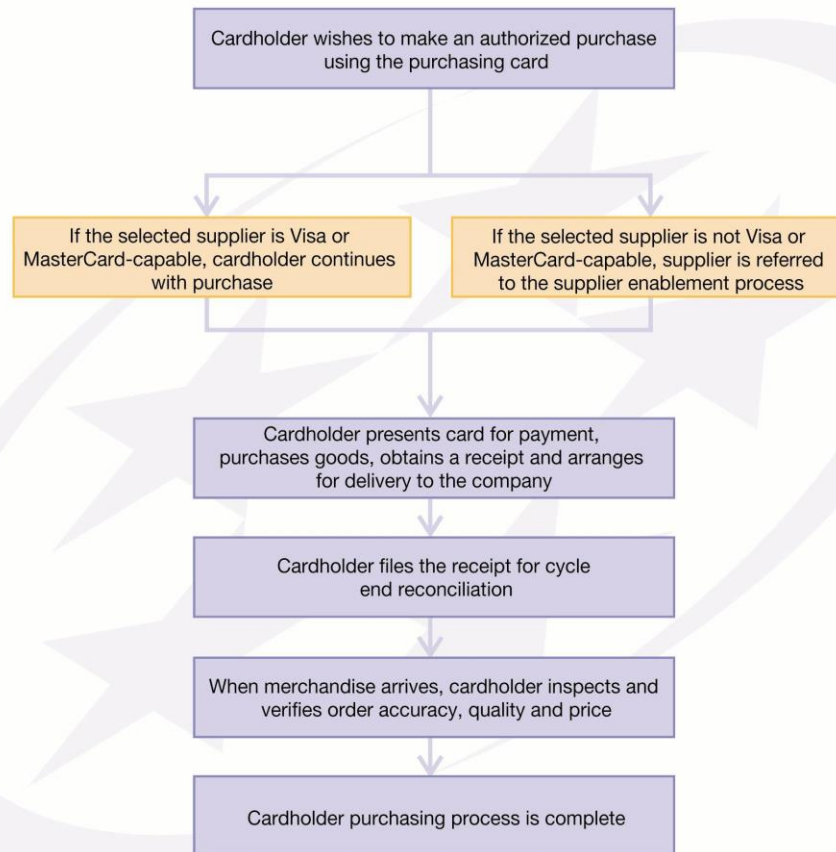 Cardholder wishes to make an authorized purchase
using the purchasing card
If the selected supplier is Visa or
MasterCard-capable, cardholder continues
with purchase
If the selected supplier is not Visa or
MasterCard-capable, supplier is referred
to the supplier enablement process
Cardholder presents card for payment,
purchases goods, obtains a receipt and arranges
for delivery to the company
Cardholder files the receipt for cycle
end reconciliation
When merchandise arrives, cardholder inspects and
verifies order accuracy, quality and price
Cardholder purchasing process is complete